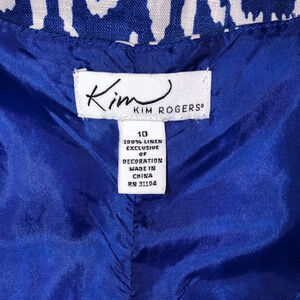 Kim
KIM ROGERS®
10
100% LINEN
EXCLUSIVE
OF
DECORATION
MADE IN
CHINA
RN 31104